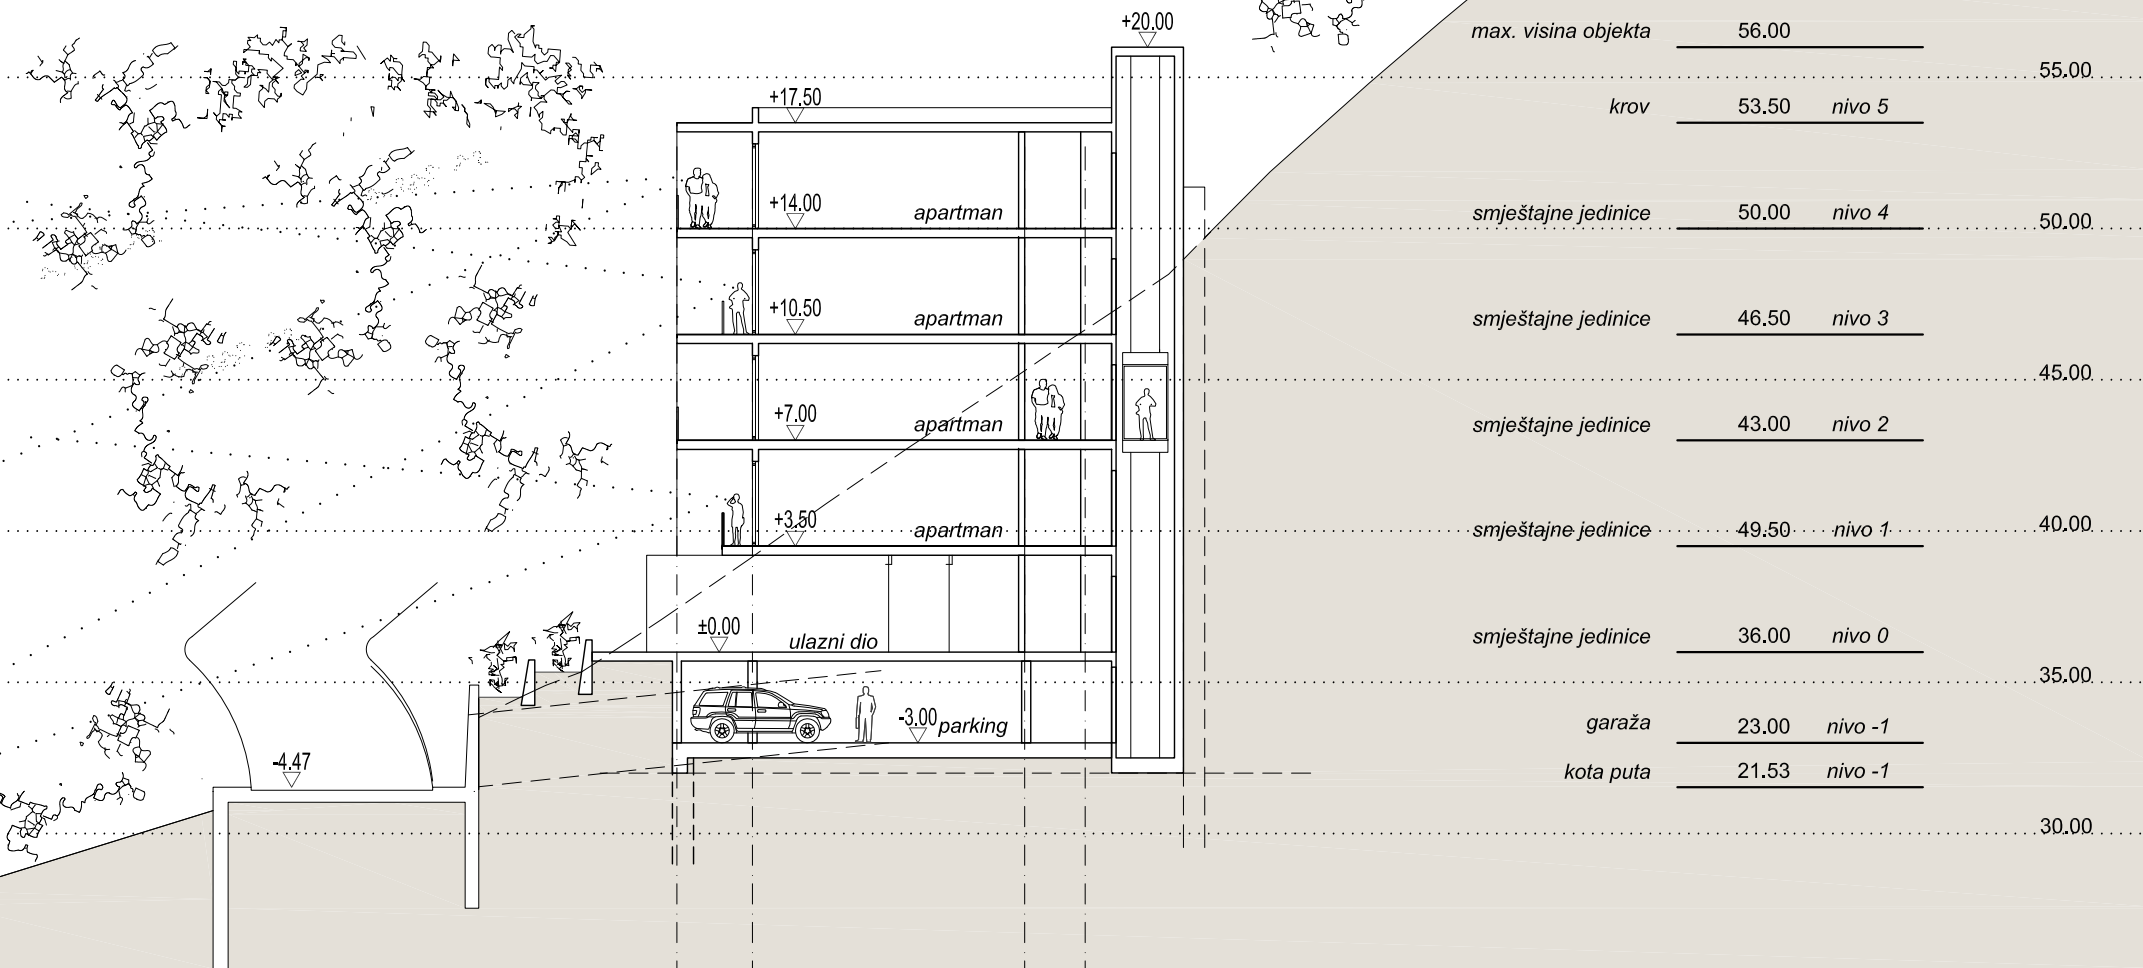 +20.00
max. visina objekta 56.00
55.00
+17.50
krov 53.50 nivo 5
+14.00
apartman
smještajne jedinice 50.00 nivo 4
50.00
+10.50
apartman
smještajne jedinice 46.50 nivo 3
45.00
+7.00
apartman
smještajne jedinice 43.00 nivo 2
+3.50
apartman
smještajne jedinice 49.50 nivo 1
40.00
±0.00
ulazni dio
smještajne jedinice 36.00 nivo 0
35.00
-3.00 parking
garaža 23.00 nivo -1
-4.47
kota puta 21.53 nivo -1
30.00